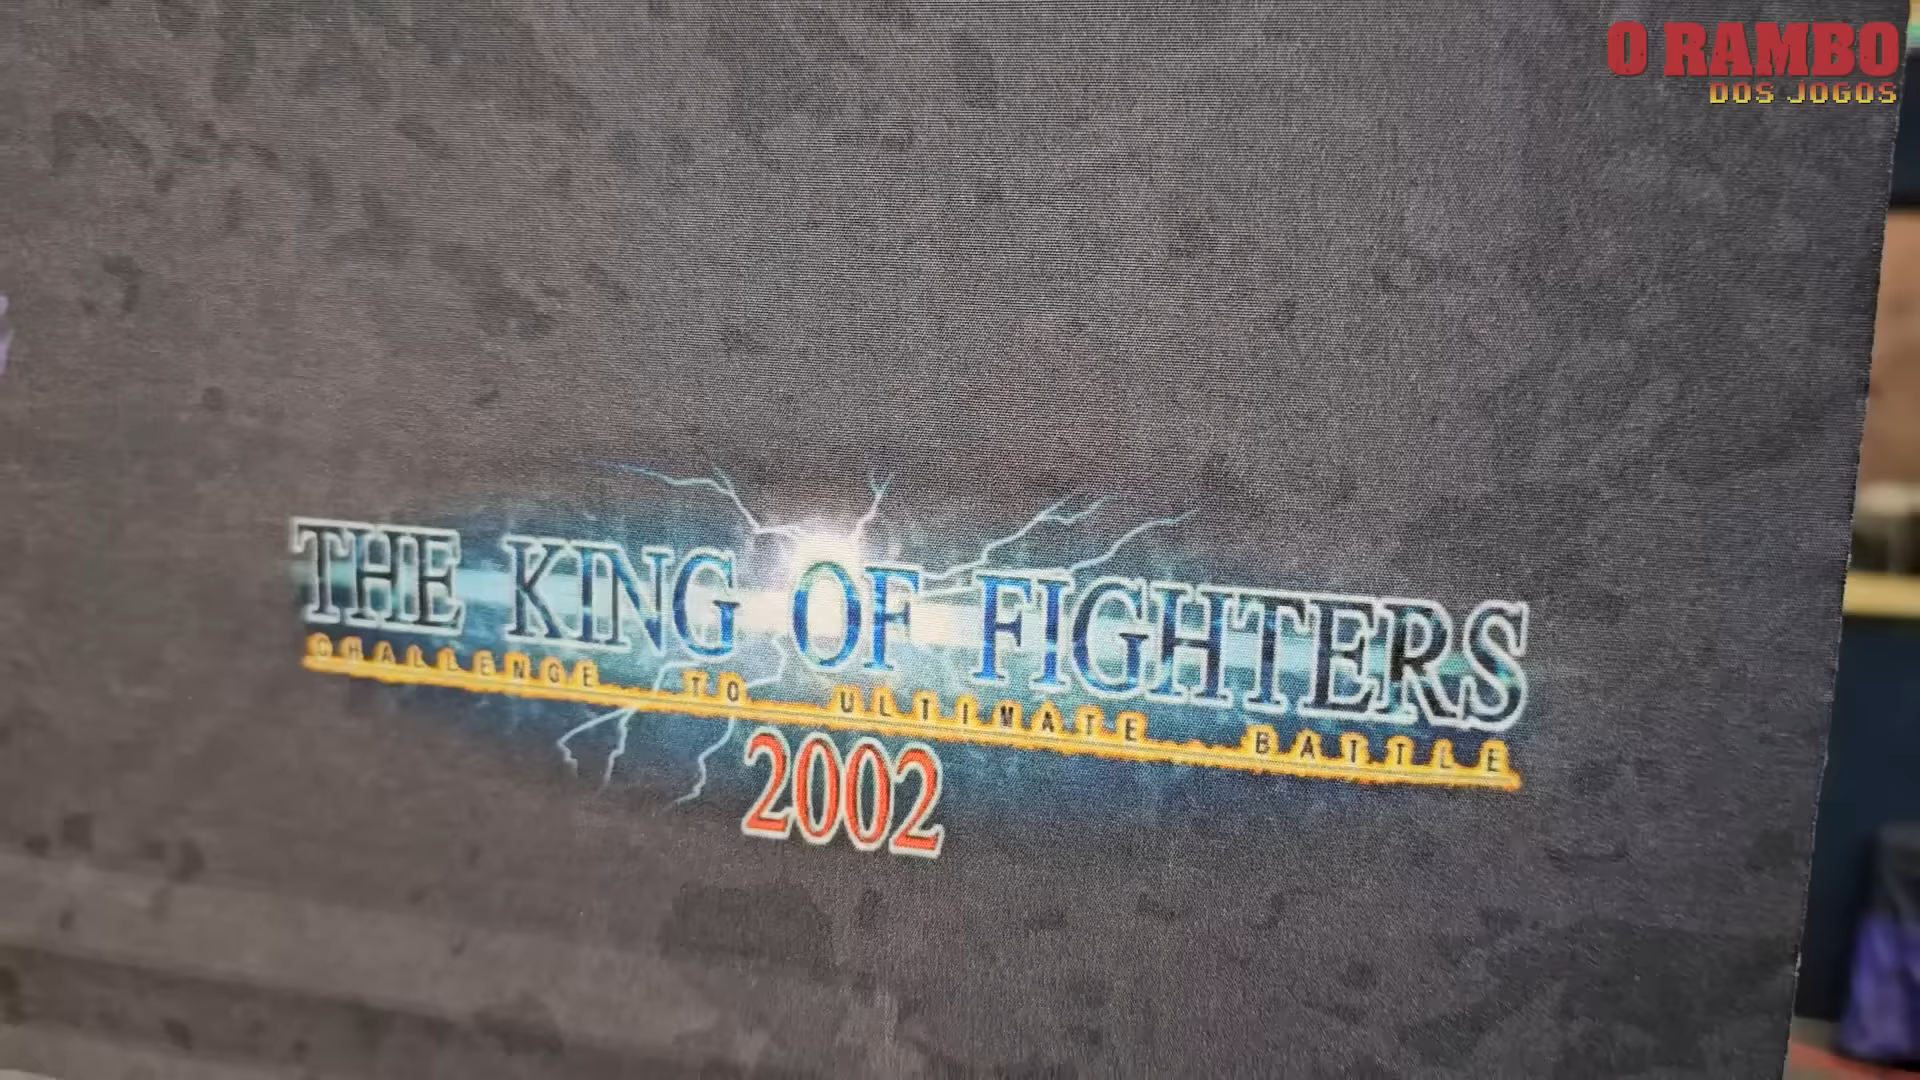 O RAMBO
DOS JOGOS
THE KING OF FIGHTERS
CHALLENGE TO ULTIMATE BATTLE
2002